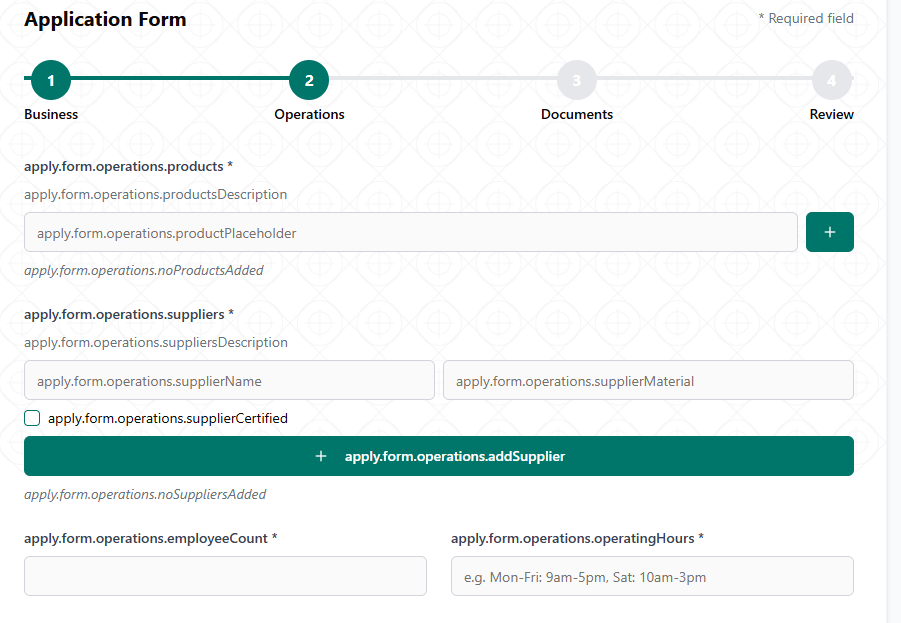 Application Form
* Required field
1 2 3 4
Business Operations Documents Review
apply.form.operations.products *
apply.form.operations.productsDescription
apply.form.operations.productPlaceholder +
apply.form.operations.noProductsAdded
apply.form.operations.suppliers *
apply.form.operations.suppliersDescription
apply.form.operations.supplierName apply.form.operations.supplierMaterial
apply.form.operations.supplierCertified
+ apply.form.operations.addSupplier
apply.form.operations.noSuppliersAdded
apply.form.operations.employeeCount * apply.form.operations.operatingHours *
e.g. Mon-Fri: 9am-5pm, Sat: 10am-3pm